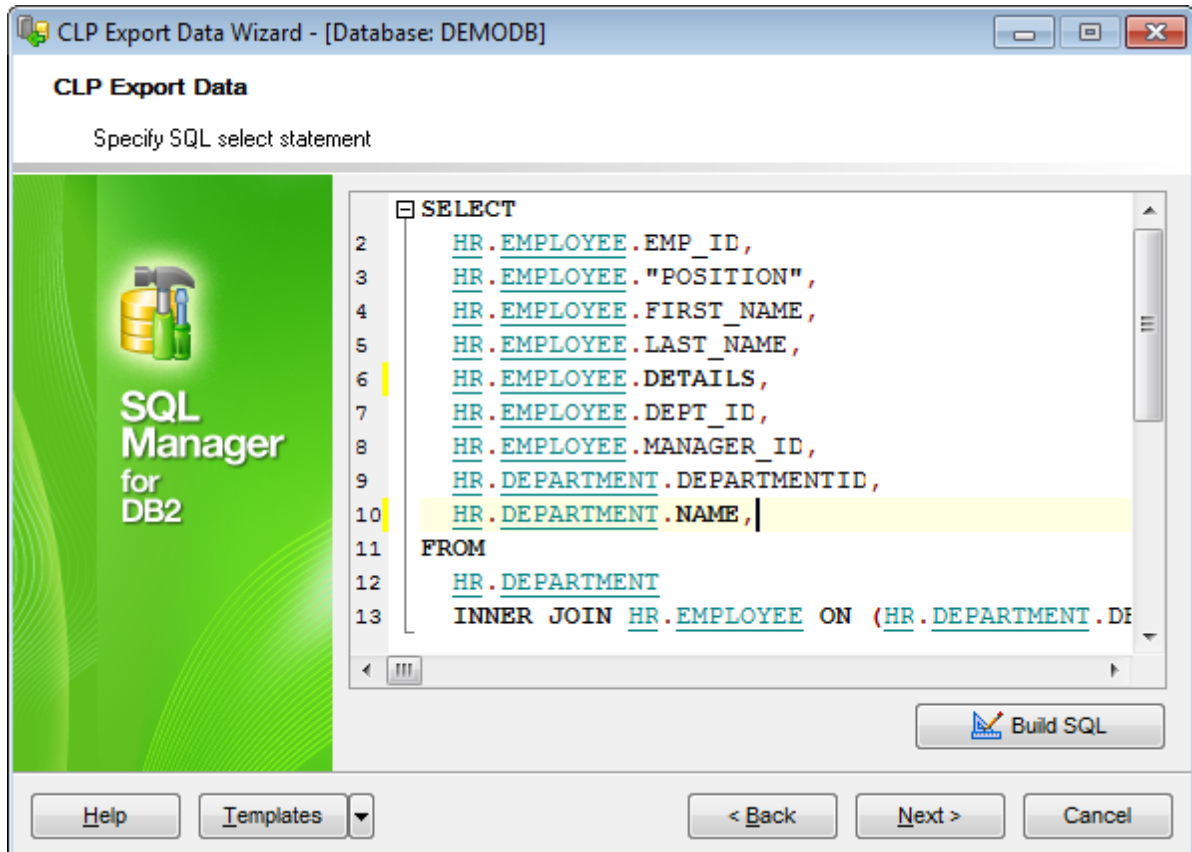 CLP Export Data Wizard - [Database: DEMODB]
CLP Export Data
Specify SQL select statement
SQL
Manager
for
DB2
SELECT
2 HR.EMPLOYEE.EMP_ID,
3 HR.EMPLOYEE."POSITION",
4 HR.EMPLOYEE.FIRST_NAME,
5 HR.EMPLOYEE.LAST_NAME,
6 HR.EMPLOYEE.DETAILS,
7 HR.EMPLOYEE.DEPT_ID,
8 HR.EMPLOYEE.MANAGER_ID,
9 HR.DEPARTMENT.DEPARTMENTID,
10 HR.DEPARTMENT.NAME,
11 FROM
12 HR.DEPARTMENT
13 INNER JOIN HR.EMPLOYEE ON (HR.DEPARTMENT.DE
Build SQL
Help Templates < Back Next > Cancel